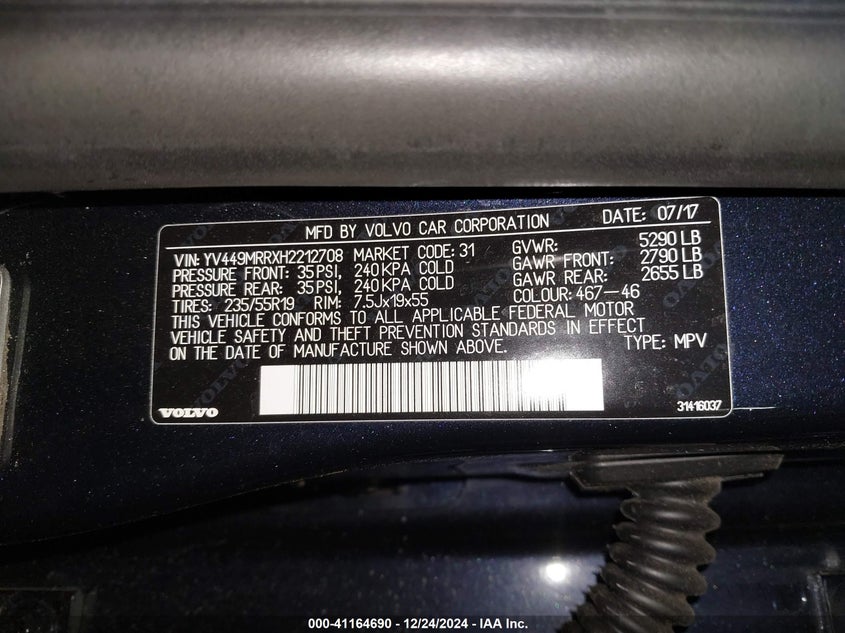 MFD BY VOLVO CAR CORPORATION DATE: 07/17
VIN: YV449MRRXH2212708 MARKET CODE: 31 GVWR: 5290 LB
PRESSURE FRONT: 35 PSI, 240 KPA COLD GAWR FRONT: 2790 LB
PRESSURE REAR: 35 PSI, 240 KPA COLD GAWR REAR: 2655 LB
TIRES: 235/55R19 RIM: 7.5Jx19x55 COLOUR: 467-46
THIS VEHICLE CONFORMS TO ALL APPLICABLE FEDERAL MOTOR
VEHICLE SAFETY AND THEFT PREVENTION STANDARDS IN EFFECT
ON THE DATE OF MANUFACTURE SHOWN ABOVE. TYPE: MPV
VOLVO 31416037
000-41164690 - 12/24/2024 - IAA Inc.